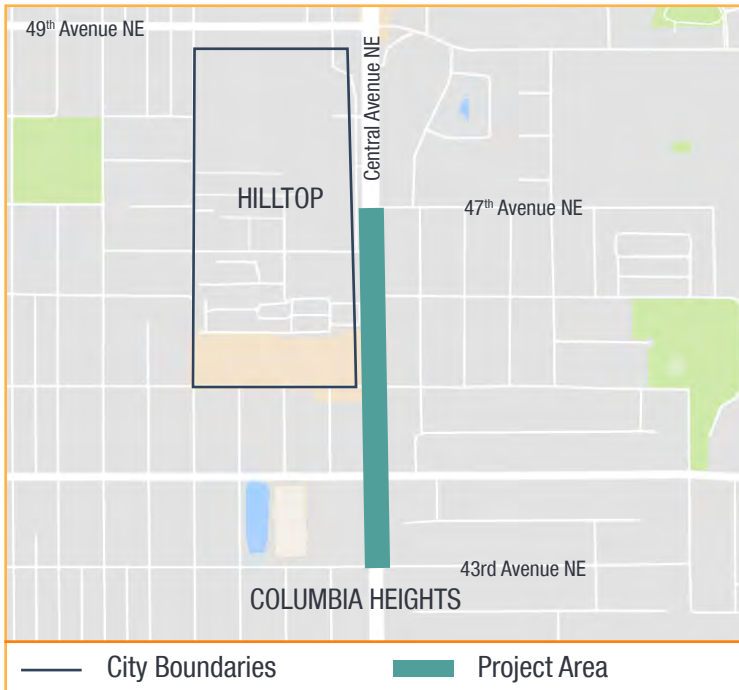 49th Avenue NE
Central Avenue NE
HILLTOP
47th Avenue NE
43rd Avenue NE
COLUMBIA HEIGHTS
City Boundaries
Project Area